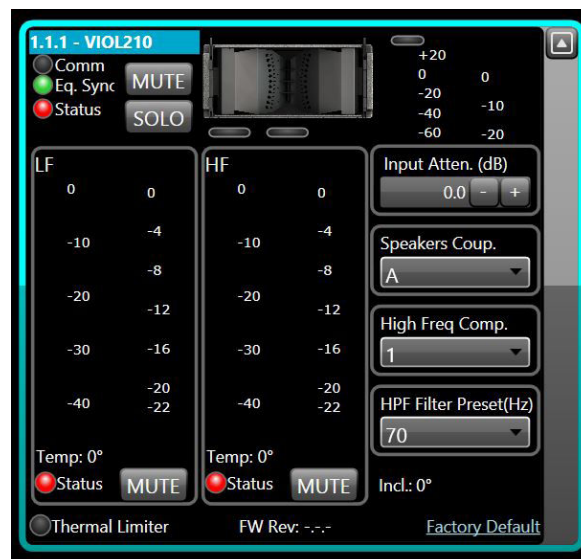 1.1.1 - VIOL210
Comm
Eq. Sync
MUTE
Status
SOLO
+20
0
-20
-40
-60
0
-10
-20
LF
0
-10
-20
-30
-40
0
-4
-8
-12
-16
-20
-22
Temp: 0°
Status
MUTE
HF
0
-10
-20
-30
-40
0
-4
-8
-12
-16
-20
-22
Temp: 0°
Status
MUTE
Input Atten. (dB)
0.0 - +
Speakers Coup.
A
High Freq Comp.
1
HPF Filter Preset(Hz)
70
Incl.: 0°
Thermal Limiter
FW Rev: -.-.-
Factory Default